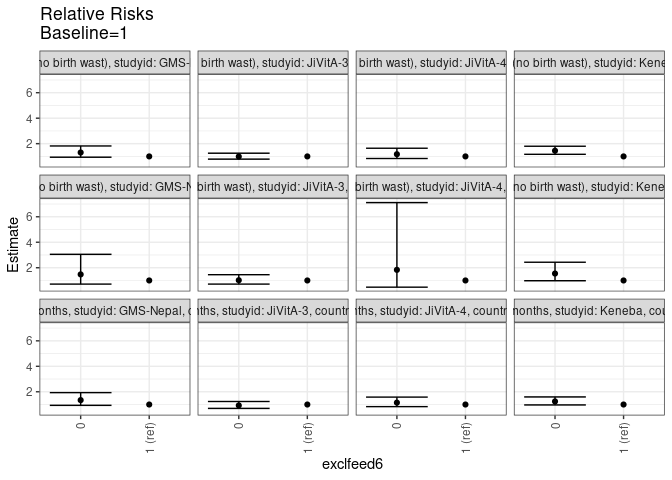 Relative Risks
Baseline=1
no birth wast), studyid: GMS-
birth wast), studyid: JiVitA-3
birth wast), studyid: JiVitA-4
(no birth wast), studyid: Kene
6
4
2
o birth wast), studyid: GMS-N
birth wast), studyid: JiVitA-3,
birth wast), studyid: JiVitA-4,
no birth wast), studyid: Kene
6
4
2
onths, studyid: GMS-Nepal, c
nths, studyid: JiVitA-3, countr
nths, studyid: JiVitA-4, countr
months, studyid: Keneba, cou
6
4
2
Estimate
0
1 (ref)
0
1 (ref)
0
1 (ref)
0
1 (ref)
exclfeed6